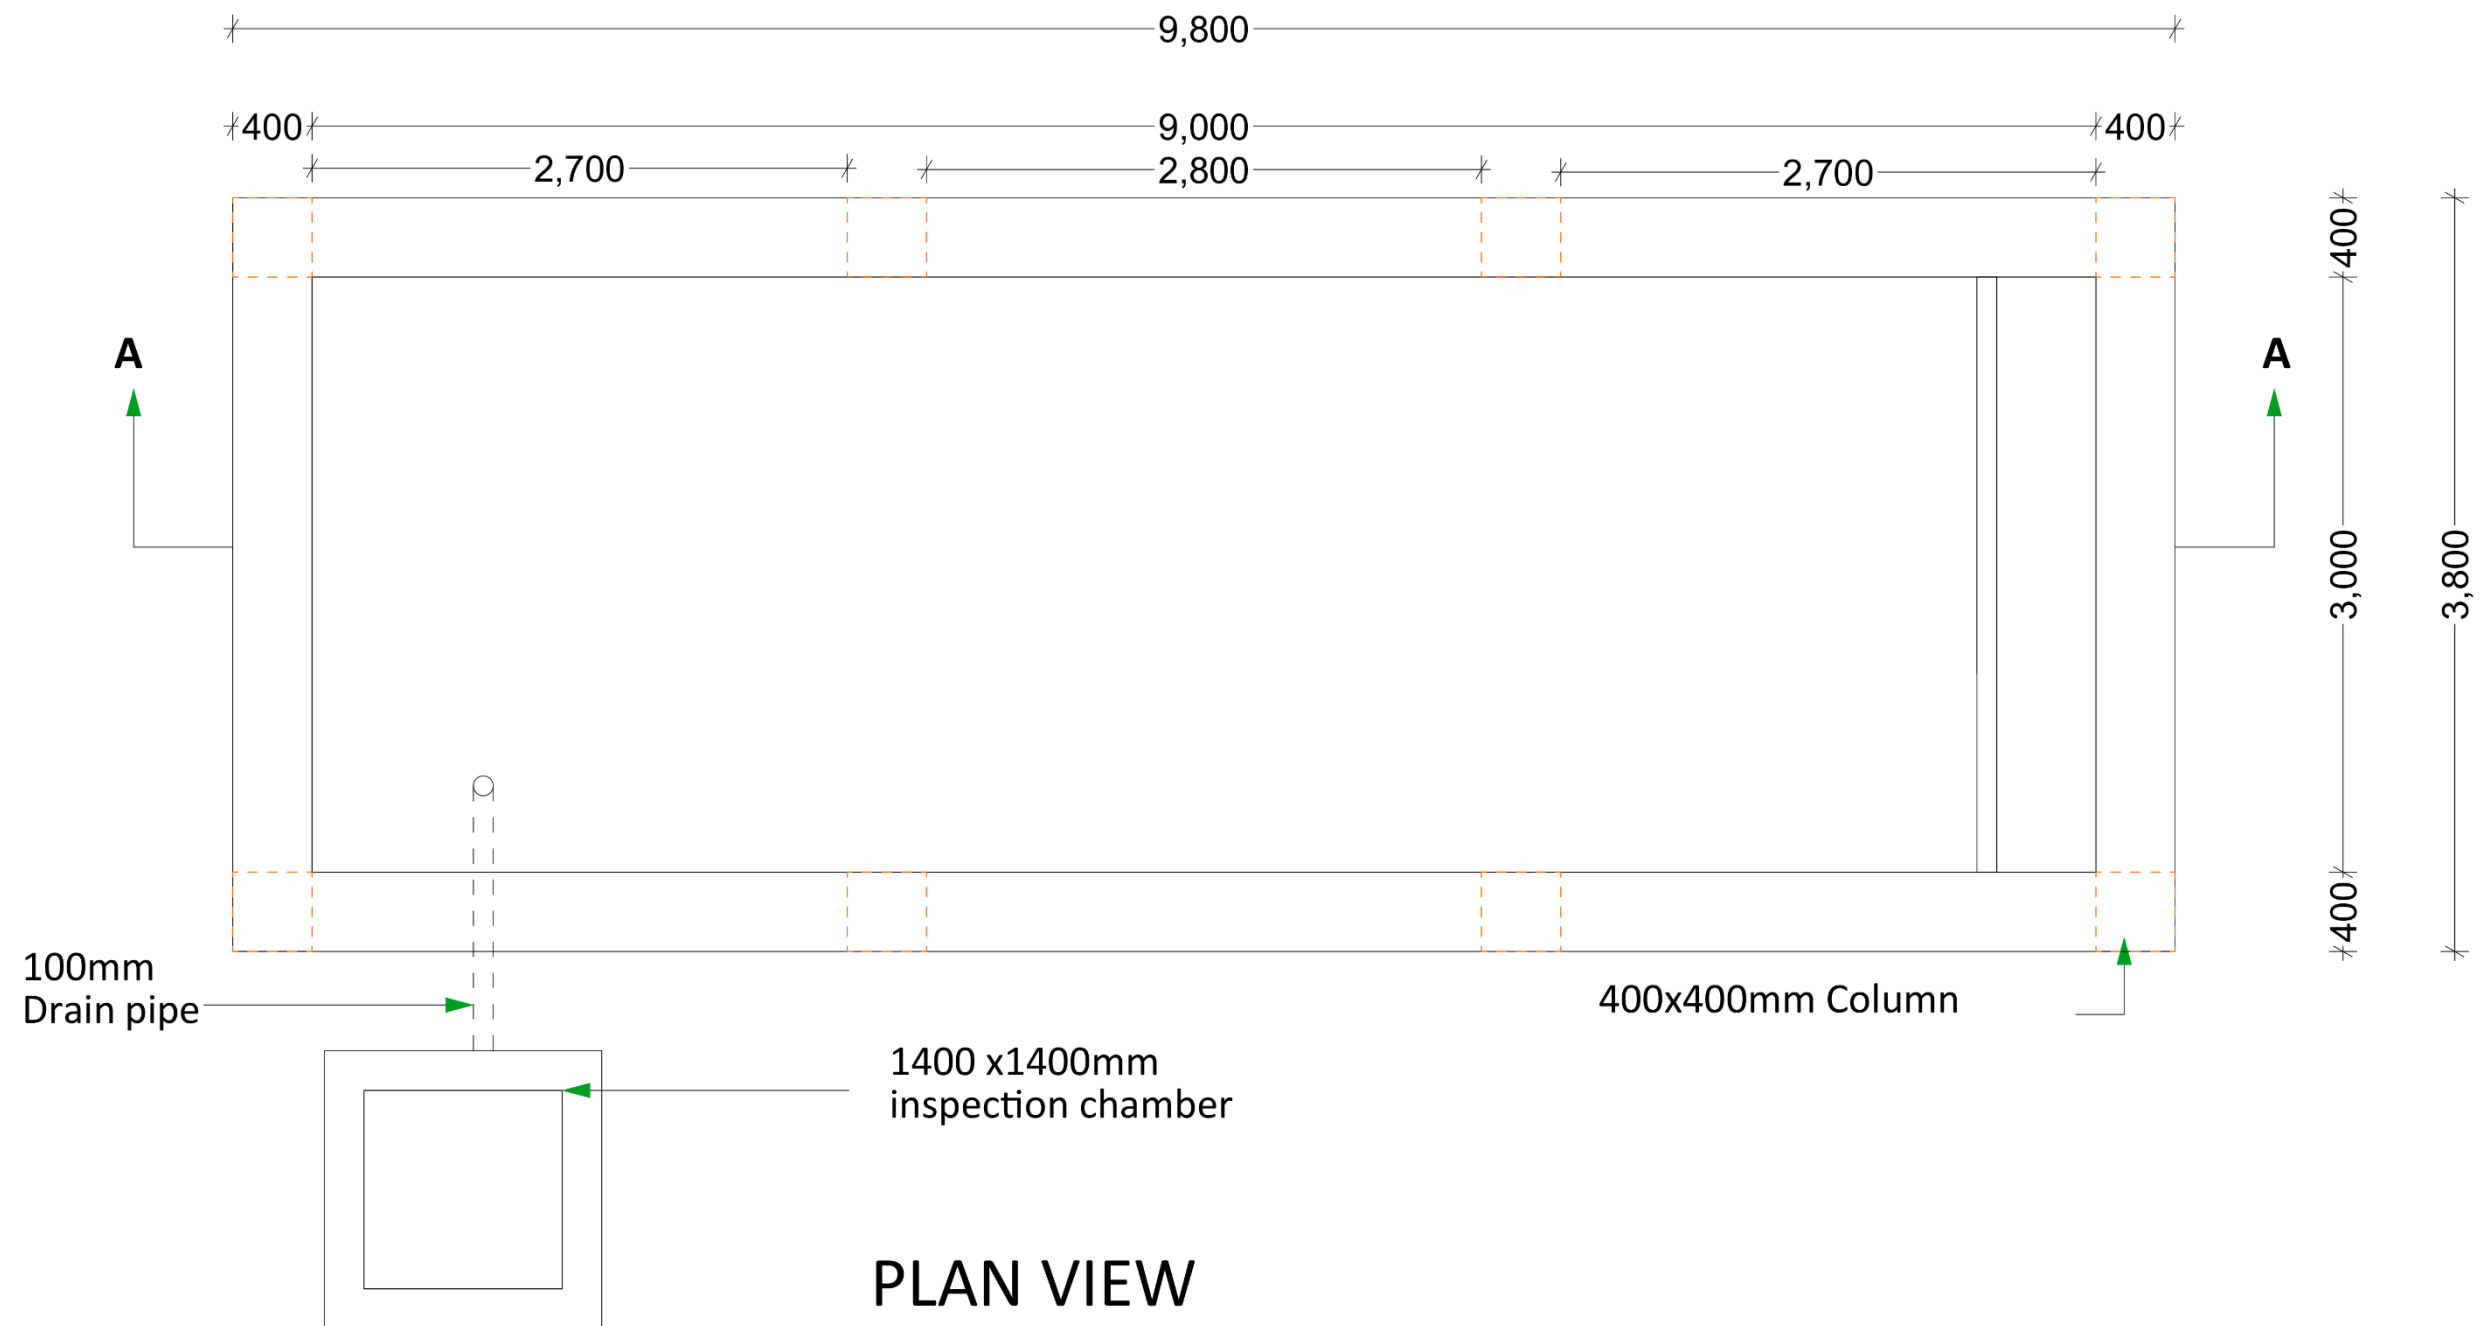 9,800
400
9,000
400
2,700
2,800
2,700
400
A
A
3,000
3,800
400
100mm
Drain pipe
400x400mm Column
1400 x1400mm
inspection chamber
PLAN VIEW